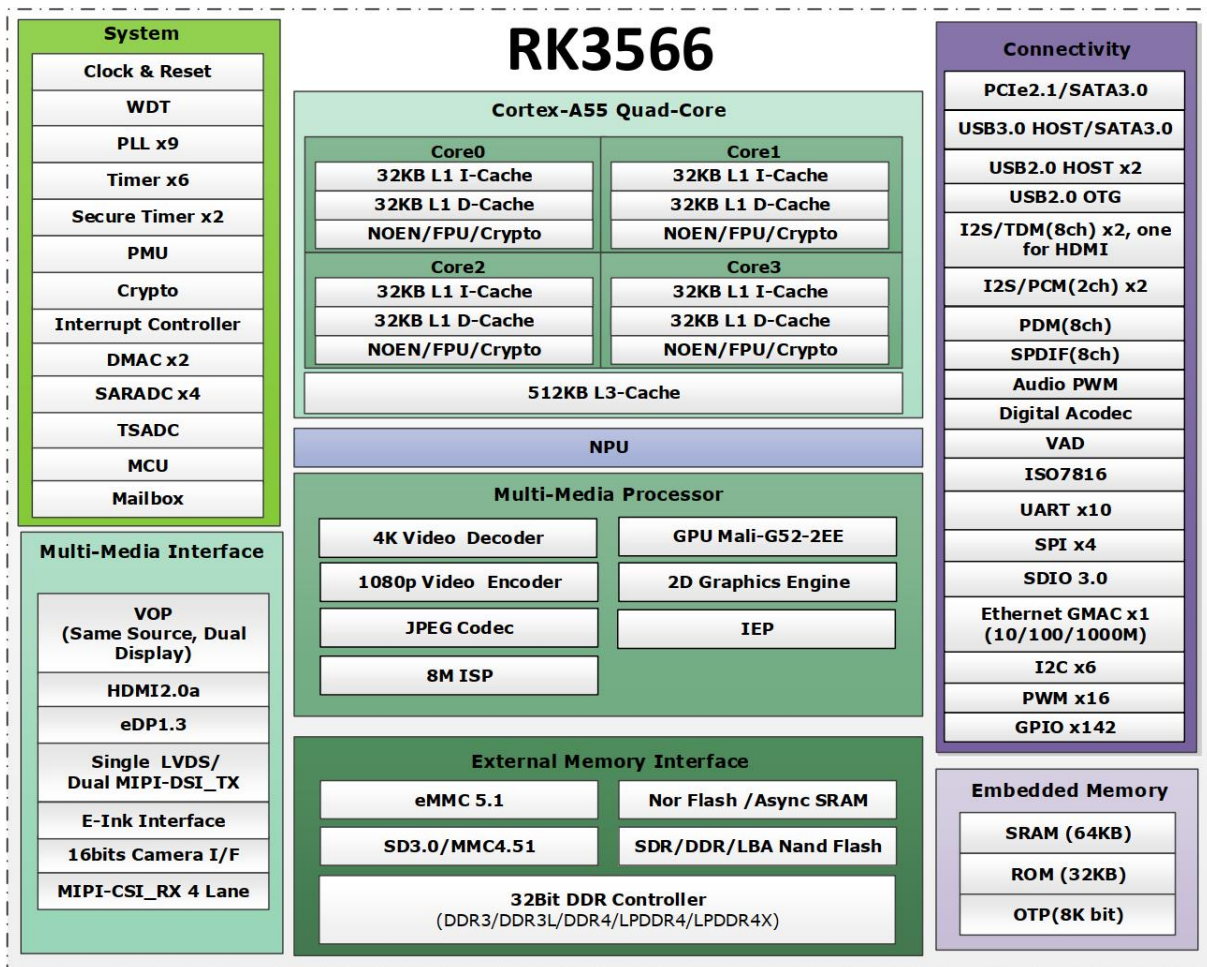 RK3566
System
Clock & Reset
WDT
PLL x9
Timer x6
Secure Timer x2
PMU
Crypto
Interrupt Controller
DMAC x2
SARADC x4
TSADC
MCU
Mailbox
Multi-Media Interface
VOP
(Same Source, Dual
Display)
HDMI2.0a
eDP1.3
Single LVDS/
Dual MIPI-DSI_TX
E-Ink Interface
16bits Camera I/F
MIPI-CSI_RX 4 Lane
Cortex-A55 Quad-Core
Core0
32KB L1 I-Cache
32KB L1 D-Cache
NOEN/FPU/Crypto
Core1
32KB L1 I-Cache
32KB L1 D-Cache
NOEN/FPU/Crypto
Core2
32KB L1 I-Cache
32KB L1 D-Cache
NOEN/FPU/Crypto
Core3
32KB L1 I-Cache
32KB L1 D-Cache
NOEN/FPU/Crypto
512KB L3-Cache
NPU
Multi-Media Processor
4K Video Decoder
1080p Video Encoder
JPEG Codec
8M ISP
GPU Mali-G52-2EE
2D Graphics Engine
IEP
External Memory Interface
eMMC 5.1
Nor Flash /Async SRAM
SD3.0/MMC4.51
SDR/DDR/LBA Nand Flash
32Bit DDR Controller
(DDR3/DDR3L/DDR4/LPDDR4/LPDDR4X)
Connectivity
PCIe2.1/SATA3.0
USB3.0 HOST/SATA3.0
USB2.0 HOST x2
USB2.0 OTG
I2S/TDM(8ch) x2, one
for HDMI
I2S/PCM(2ch) x2
PDM(8ch)
SPDIF(8ch)
Audio PWM
Digital Acodec
VAD
ISO7816
UART x10
SPI x4
SDIO 3.0
Ethernet GMAC x1
(10/100/1000M)
I2C x6
PWM x16
GPIO x142
Embedded Memory
SRAM (64KB)
ROM (32KB)
OTP(8K bit)